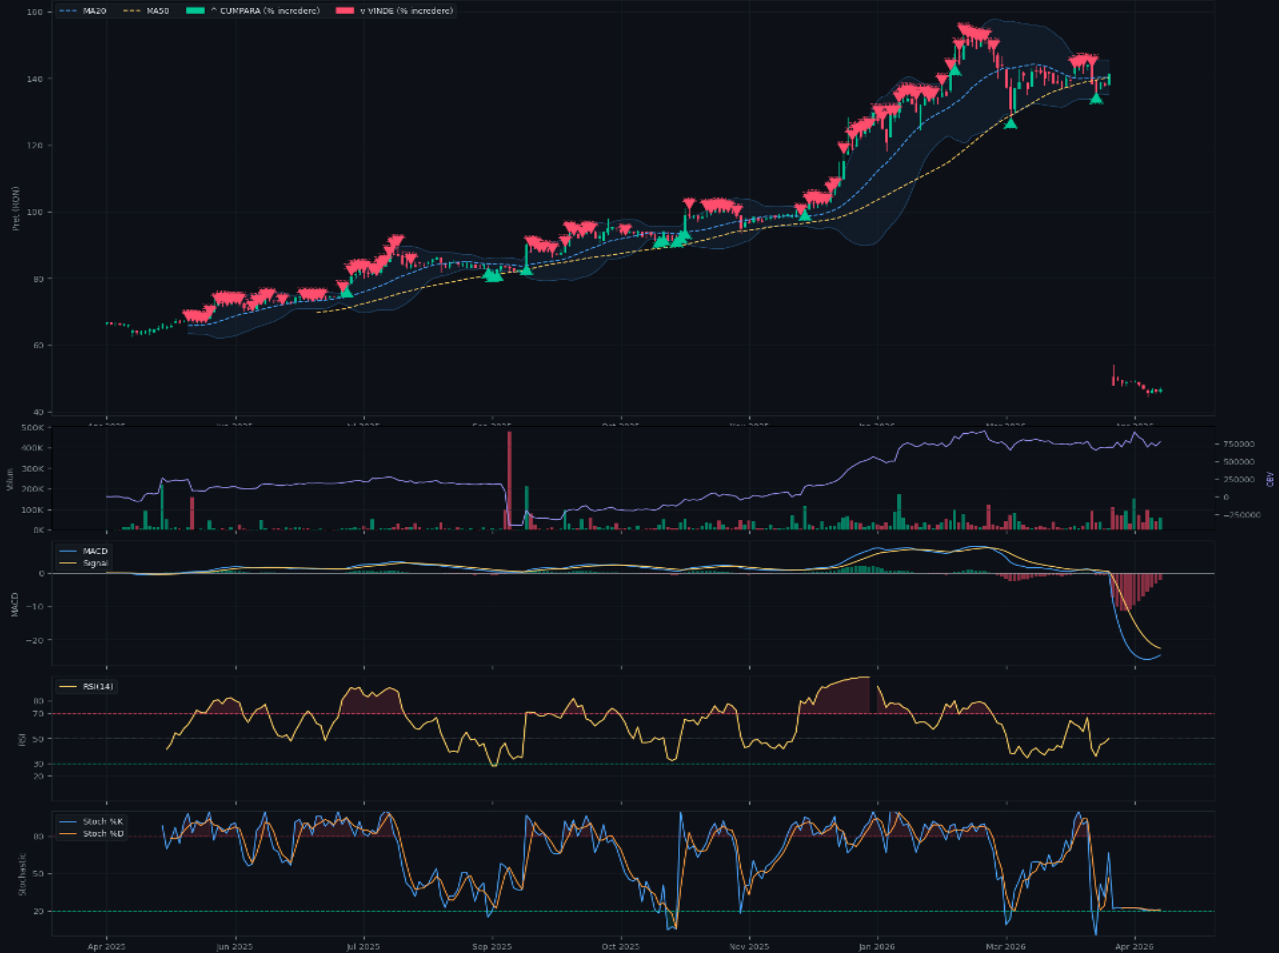 MA20 MA50 ^ CUMPARA (% incredere) v VINDE (% incredere)
160
140
120
100
80
60
40
Pret (RON)
500K
400K
300K
200K
100K
0K
Volum
750000
500000
250000
0
−250000
OBV
MACD
Signal
0
−10
−20
MACD
RSI(14)
80
70
50
30
20
RSI
Stoch %K
Stoch %D
80
50
20
Stochastic
Apr 2025 Jun 2025 Jul 2025 Sep 2025 Oct 2025 Nov 2025 Jan 2026 Mar 2026 Apr 2026